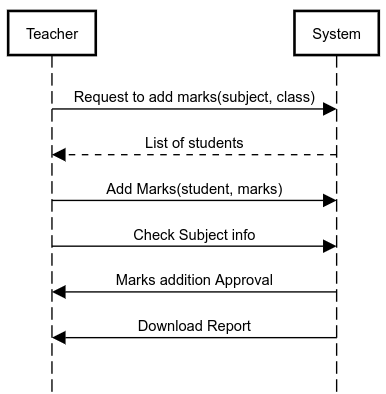 Teacher
System
Request to add marks(subject, class)
List of students
Add Marks(student, marks)
Check Subject info
Marks addition Approval
Download Report